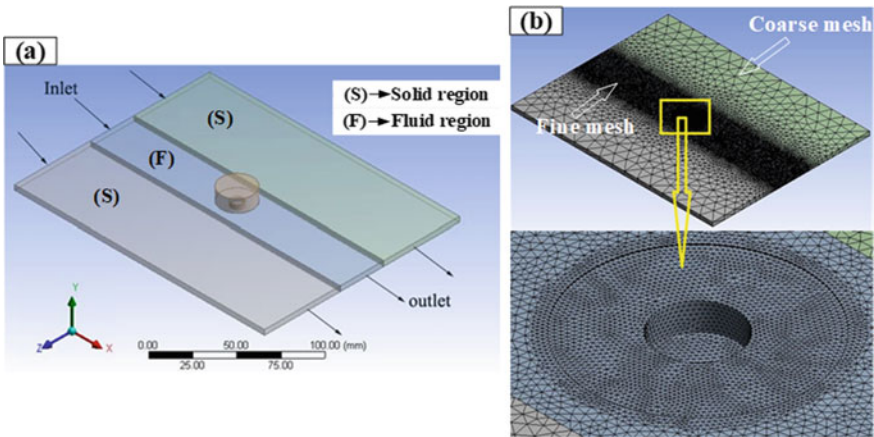 (a)
Inlet
(S)
(S)→Solid region
(F)→Fluid region
(F)
(S)
outlet
Y
Z
X
0.00 50.00 100.00 (mm)
25.00 75.00
(b)
Coarse mesh
Fine mesh